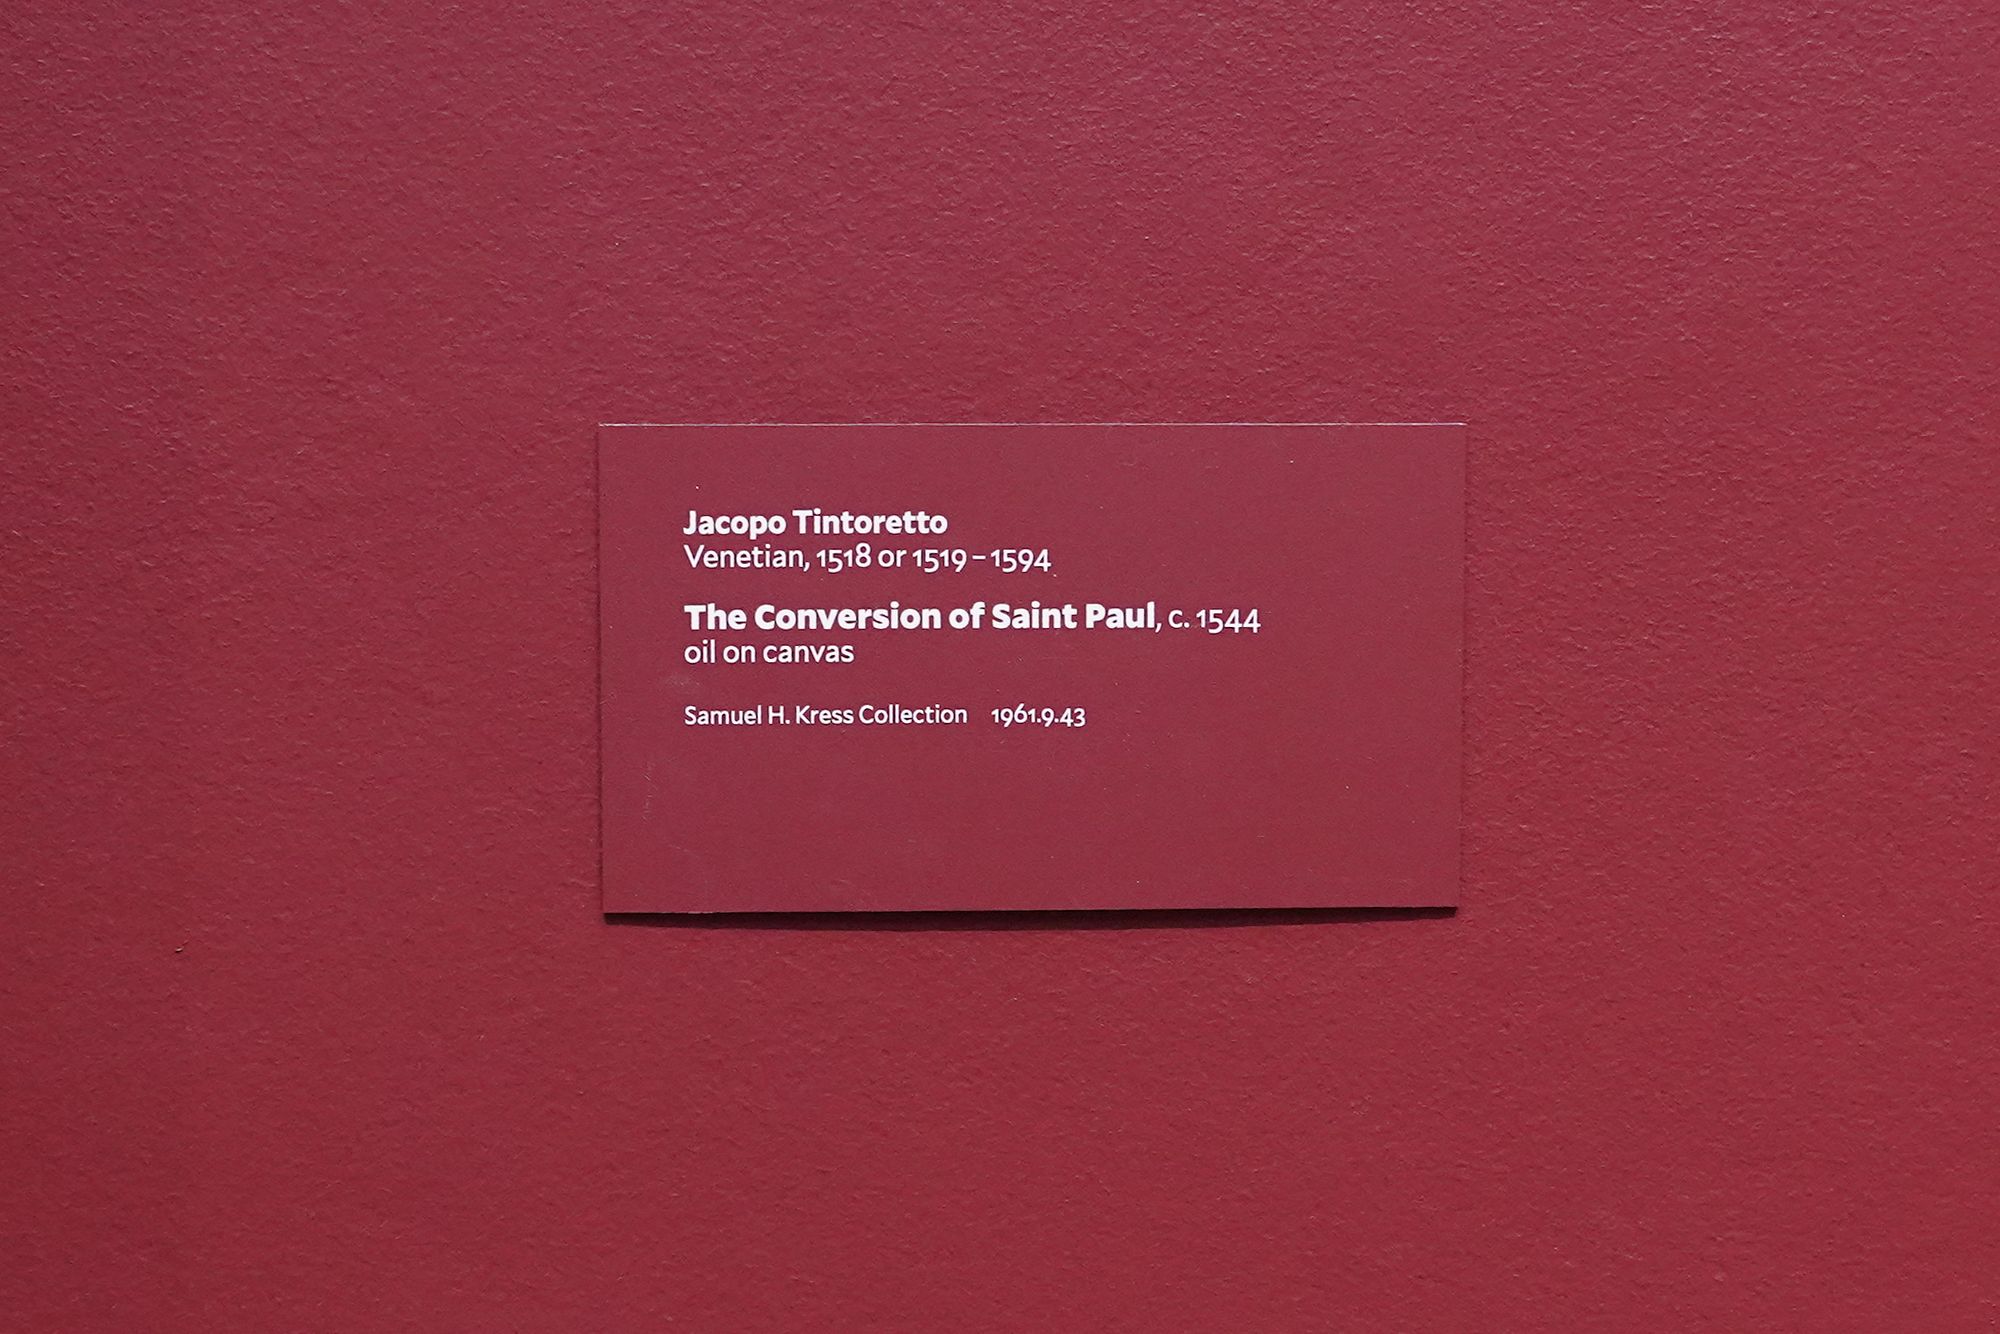 Jacopo Tintoretto
Venetian, 1518 or 1519 – 1594
The Conversion of Saint Paul, c. 1544
oil on canvas
Samuel H. Kress Collection 1961.9.43